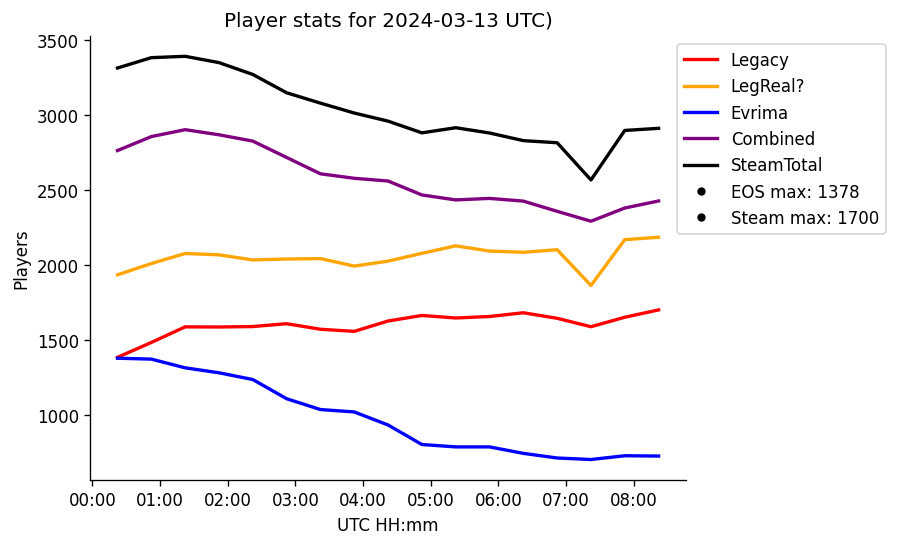 Player stats for 2024-03-13 UTC)
3500
3000
2500
2000
1500
1000
Players
00:00 01:00 02:00 03:00 04:00 05:00 06:00 07:00 08:00
UTC HH:mm
Legacy
LegReal?
Evrima
Combined
SteamTotal
EOS max: 1378
Steam max: 1700